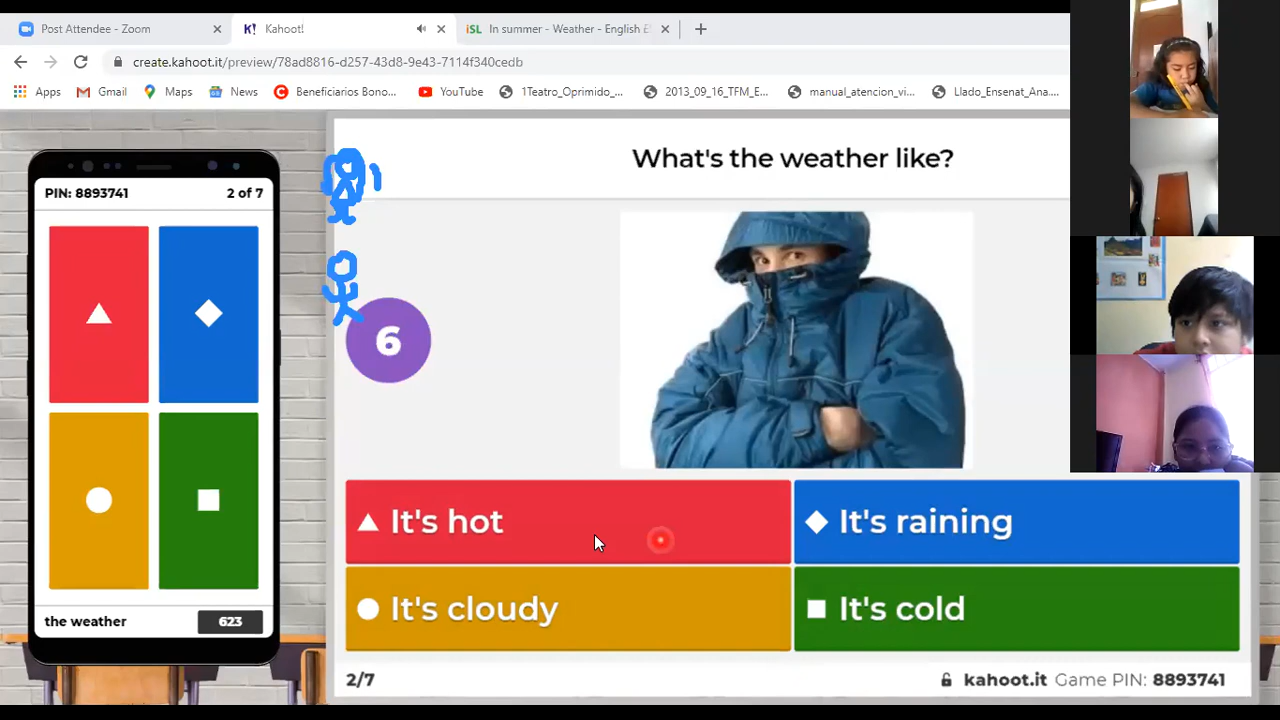 Post Attendee - Zoom
Kahoot!
iSL In summer - Weather - English E
create.kahoot.it/preview/78ad8816-d257-43d8-9e43-7114f340cedb
Apps
Gmail
Maps
News
Beneficiarios Bono...
YouTube
1Teatro_Oprimido_...
2013_09_16_TFM_E...
manual_atencion_vi...
Llado_Ensenat_Ana....
PIN: 8893741
2 of 7
the weather
623
What's the weather like?
6
It's hot
It's raining
It's cloudy
It's cold
2/7
kahoot.it Game PIN: 8893741